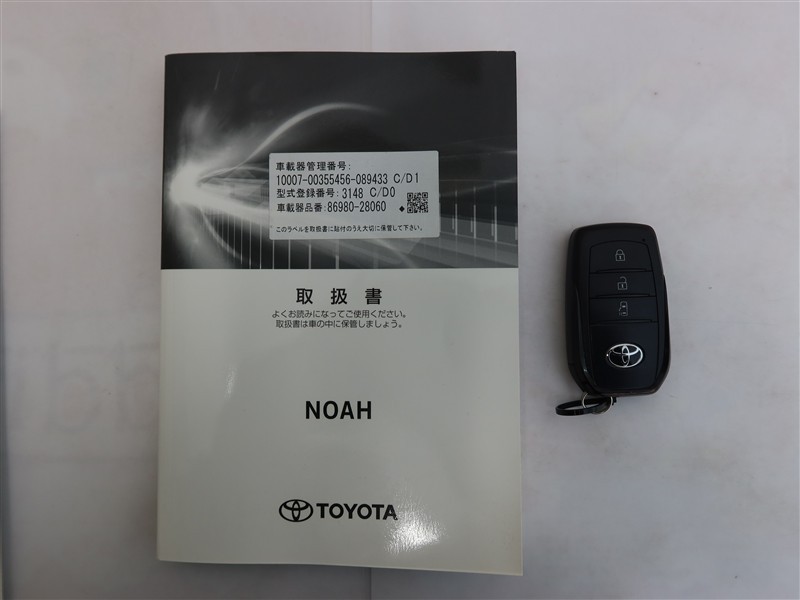 車載器管理番号:
10007-00355456-089433 C/D1
型式登録番号: 3148 C/D0
車載器品番: 86980-28060
このラベルを取扱書に貼付のうえ大切に保管して下さい。
取扱書
よくお読みになってご使用ください。
取扱書は車の中に保管しましょう。
NOAH
TOYOTA